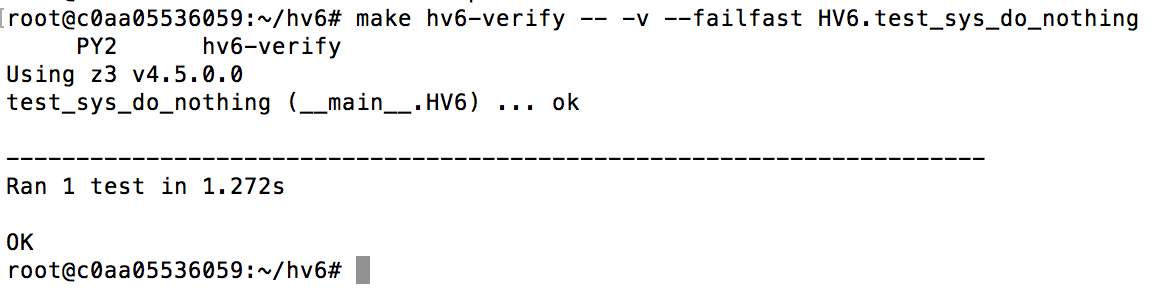 [root@c0aa05536059:~/hv6# make hv6-verify -- -v --failfast HV6.test_sys_do_nothing
     PY2      hv6-verify
Using z3 v4.5.0.0
test_sys_do_nothing (__main__.HV6) ... ok

----------------------------------------------------------------------
Ran 1 test in 1.272s

OK
root@c0aa05536059:~/hv6#